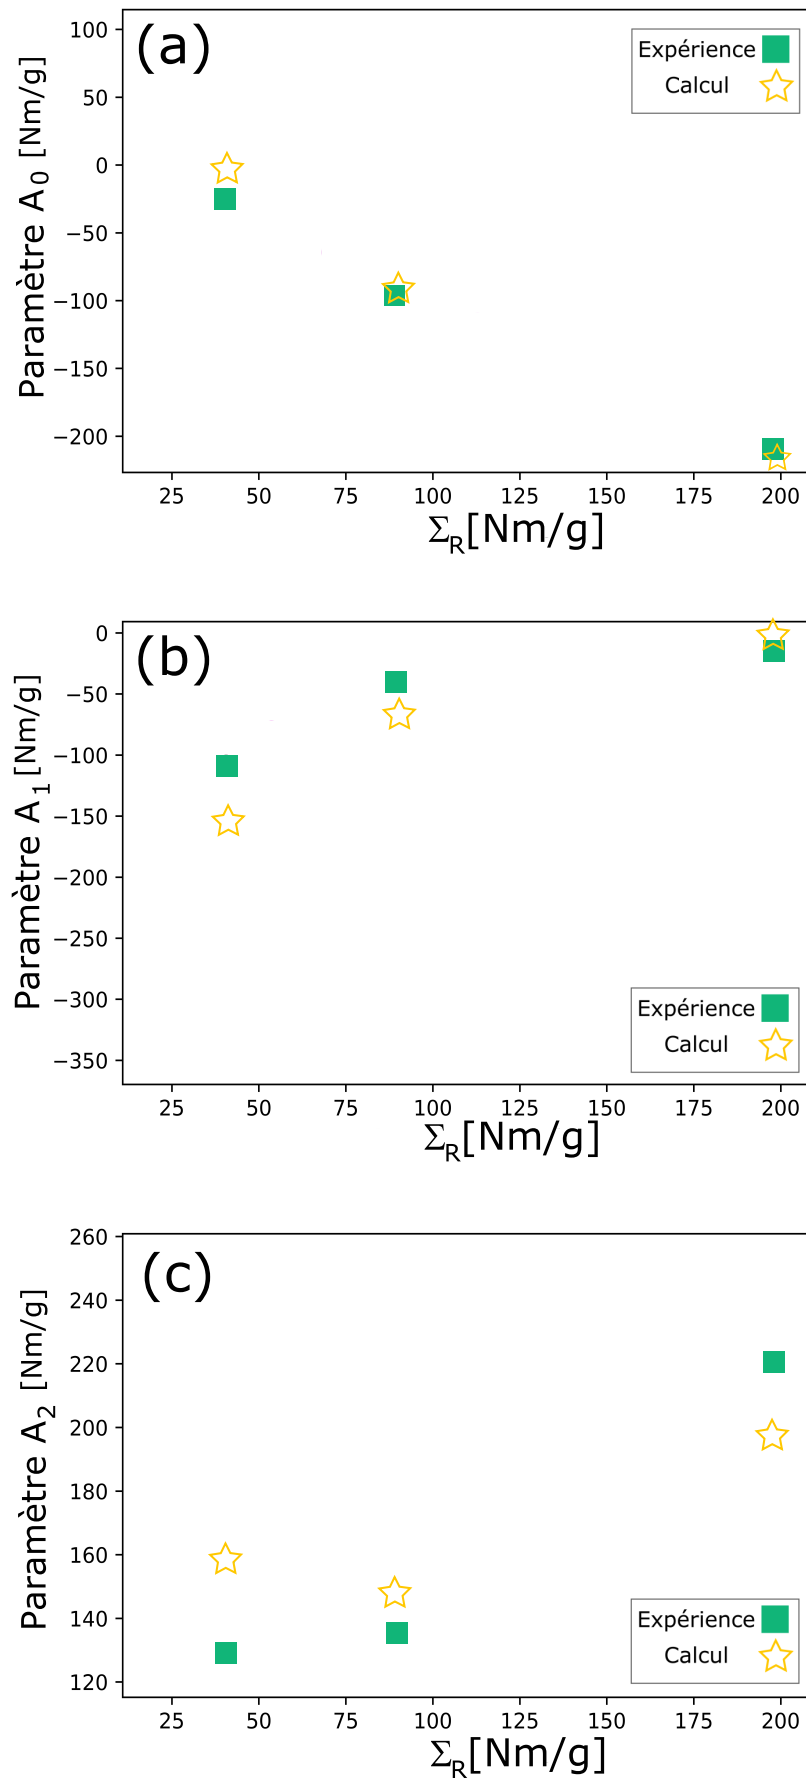 (a)
Expérience
Calcul
Paramètre A₀ [Nm/g]
100
50
0
−50
−100
−150
−200
25 50 75 100 125 150 175 200
Σ_R[Nm/g]
(b)
Paramètre A₁ [Nm/g]
0
−50
−100
−150
−200
−250
−300
−350
Expérience
Calcul
25 50 75 100 125 150 175 200
Σ_R[Nm/g]
(c)
Paramètre A₂ [Nm/g]
260
240
220
200
180
160
140
120
Expérience
Calcul
25 50 75 100 125 150 175 200
Σ_R[Nm/g]